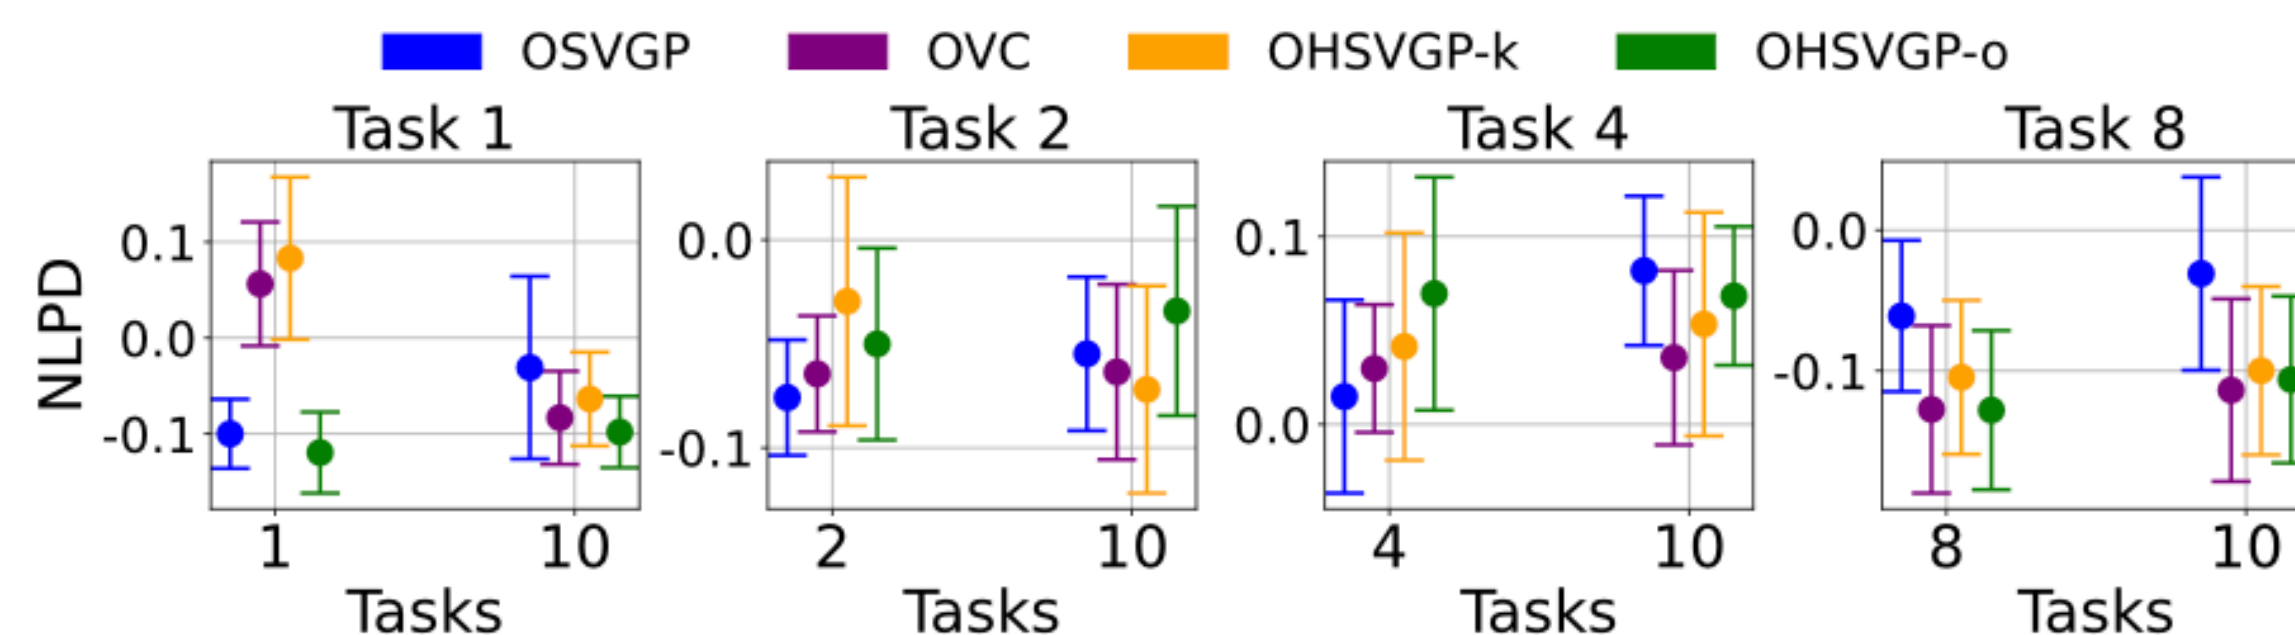 OSVGP OVC OHSVGP-k OHSVGP-o
Task 1 Task 2 Task 4 Task 8
NLPD
0.1 0.0 -0.1
0.0 -0.1
0.1 0.0
0.0 -0.1
1 10 2 10 4 10 8 10
Tasks Tasks Tasks Tasks